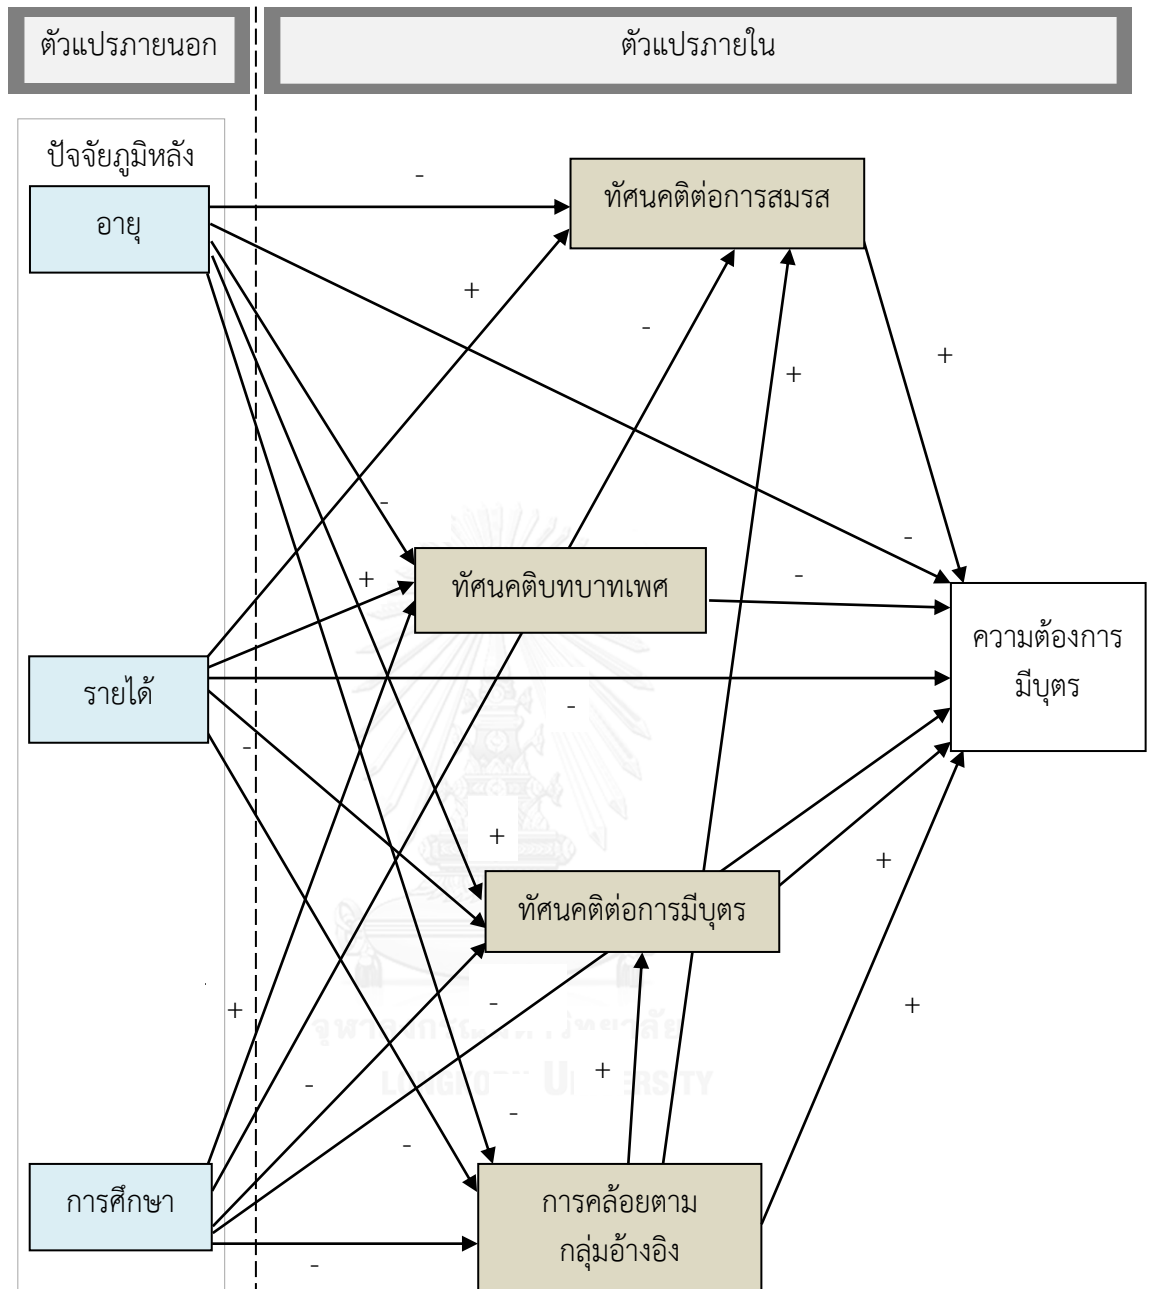 ตัวแปรภายนอก
ตัวแปรภายใน
ปัจจัยภูมิหลัง
-
ทัศนคติต่อการสมรส
อายุ
+
-
+
+
-
-
ทัศนคติบทบาทเพศ
+
-
ความต้องการ
มีบุตร
รายได้
-
-
+
+
ทัศนคติต่อการมีบุตร
-
+
+
+
-
-
-
การศึกษา
การคล้อยตาม
กลุ่มอ้างอิง
-